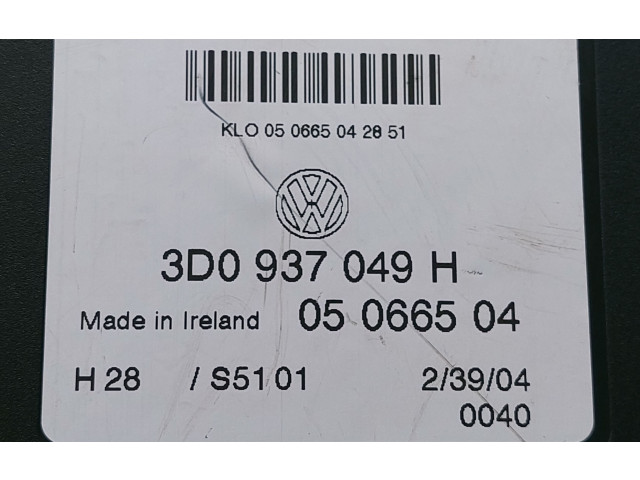 KLO 05 0665 04 28 51
3D0 937 049 H
Made in Ireland 05 0665 04
H 28 / S51 01 2/39/04
0040